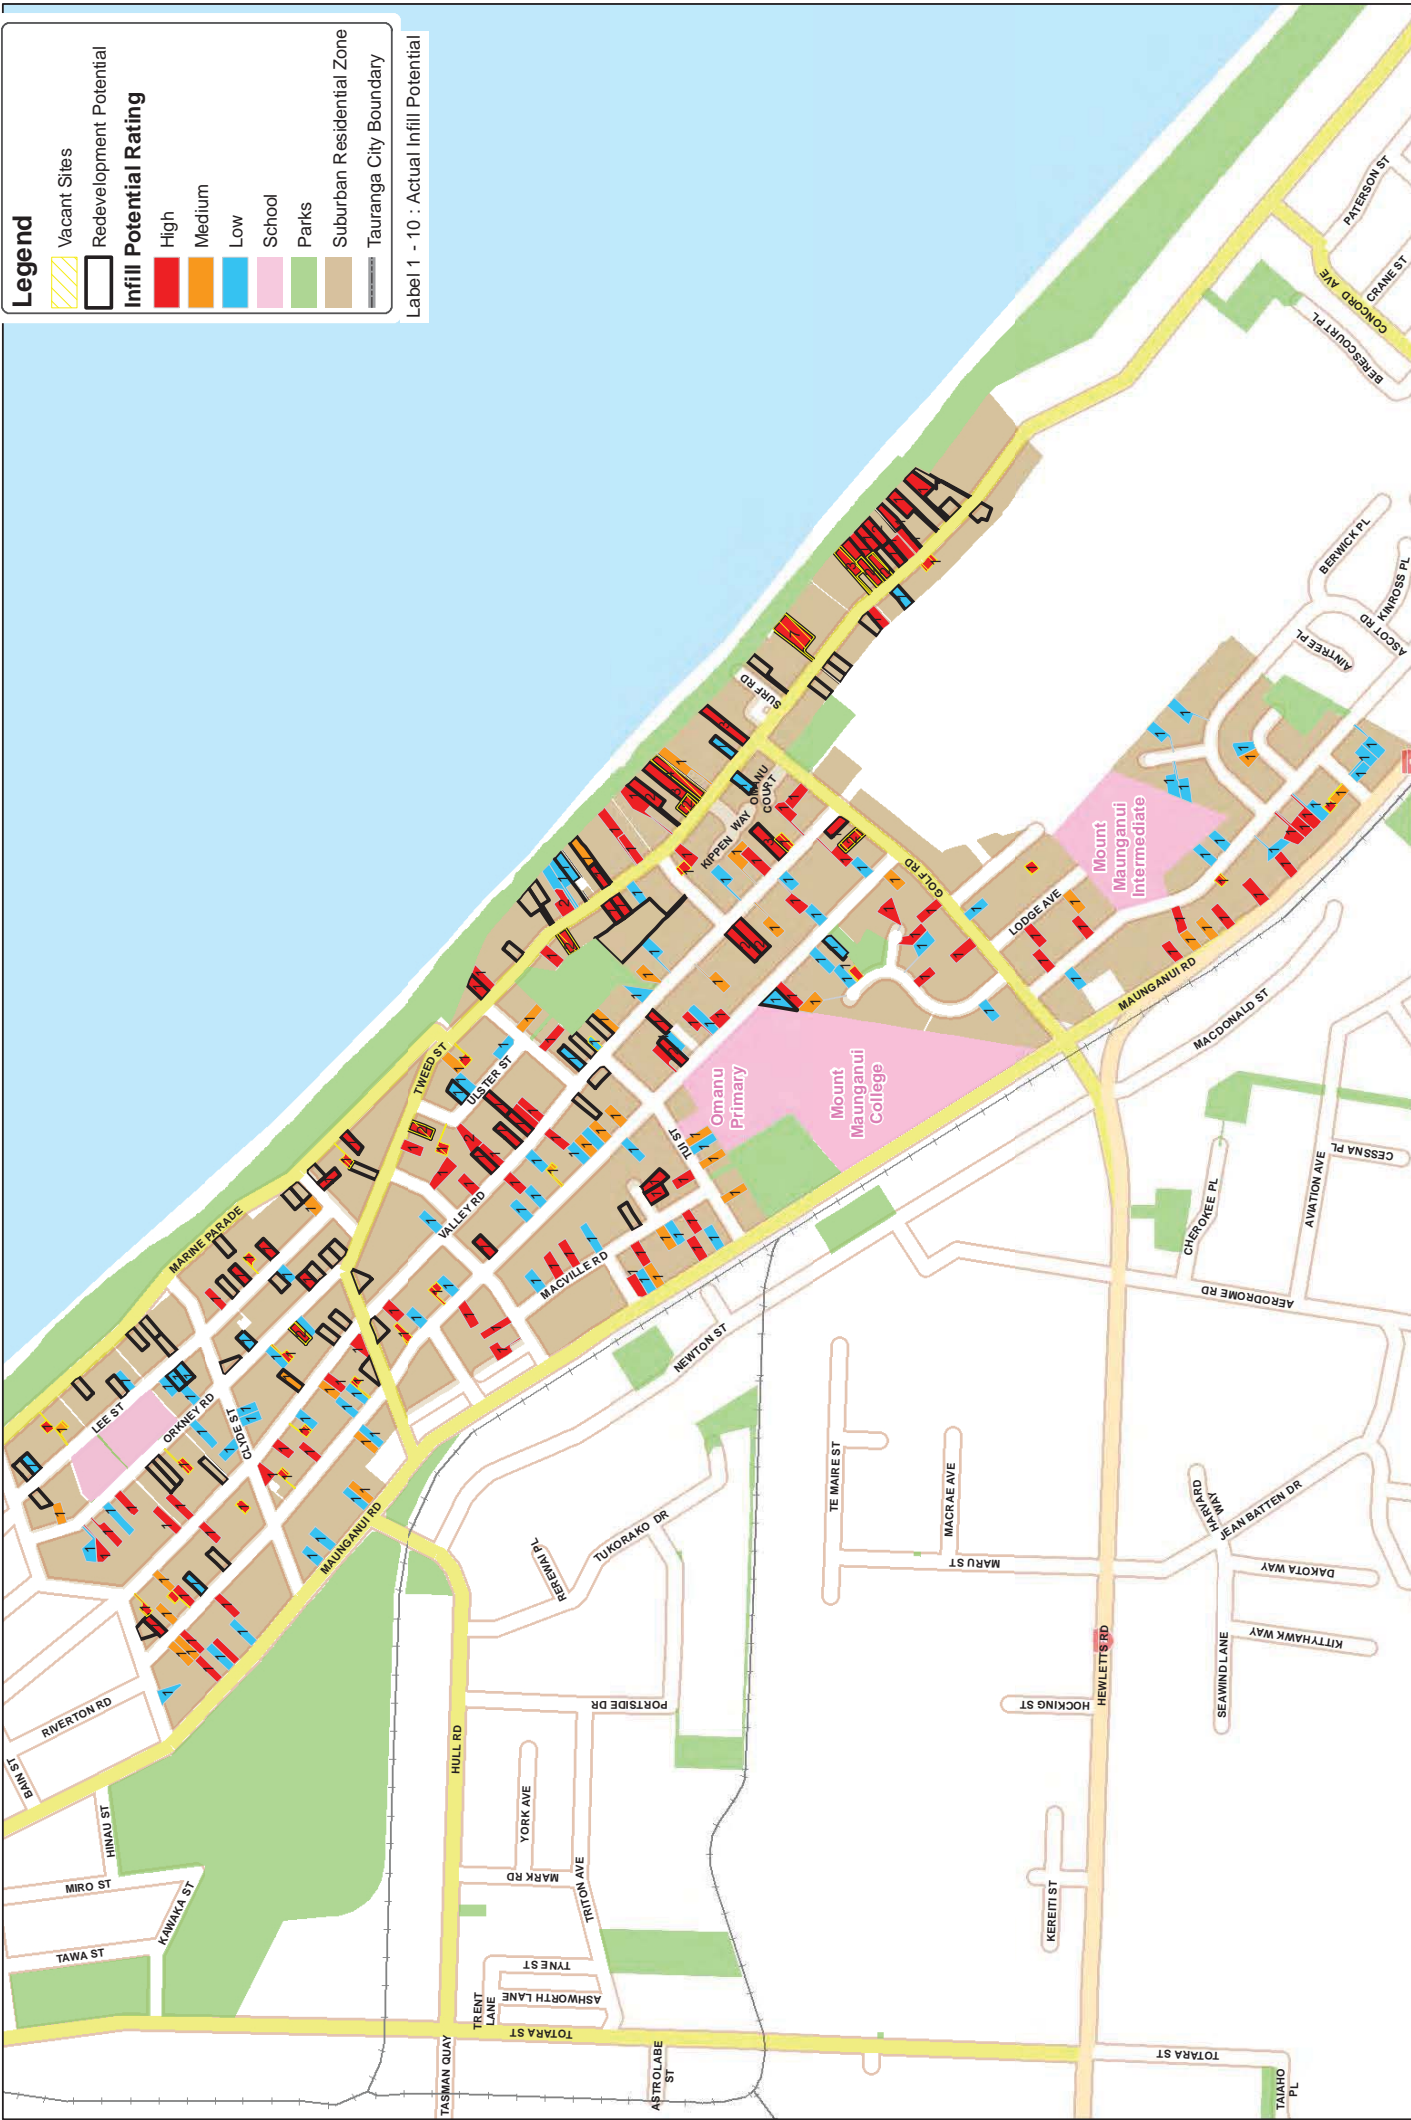 Legend
Vacant Sites
Redevelopment Potential
Infill Potential Rating
High
Medium
Low
School
Parks
Suburban Residential Zone
Tauranga City Boundary
Label 1 - 10 : Actual Infill Potential
PATERSON ST
CRANE ST
CONCORD AVE
BERESCOURT PL
BERWICK PL
KINROSS PL
ASCOT RD
AINTREE PL
SURF RD
OMANU
COURT
KIPPEN WAY
GOLF RD
LODGE AVE
Mount
Maunganui
Intermediate
MAUNGANUI RD
MACDONALD ST
Omanu
Primary
Mount
Maunganui
College
TWEED ST
ULSTER ST
TUI ST
VALLEY RD
MACVILLE RD
MARINE PARADE
LEE ST
ORKNEY RD
CLYDE ST
MAUNGANUI RD
NEWTON ST
CHEROKEE PL
CESSNA PL
AVIATION AVE
AERODROME RD
TE MAIRE ST
MACRAE AVE
MARU ST
HARVARD
WAY
JEAN BATTEN DR
DAKOTA WAY
KITTYHAWK WAY
SEAWIND LANE
HEWLETTS RD
HOCKING ST
KEREITI ST
REREWAI PL
TUKORAKO DR
PORTSIDE DR
HULL RD
YORK AVE
MARK RD
TRITON AVE
TYNE ST
ASHWORTH LANE
TRENT
LANE
TOTARA ST
TASMAN QUAY
ASTROLABE
ST
TOTARA ST
TAIAHO
PL
RIVERTON RD
BAIN ST
HINAU ST
MIRO ST
KAWAKA ST
TAWA ST